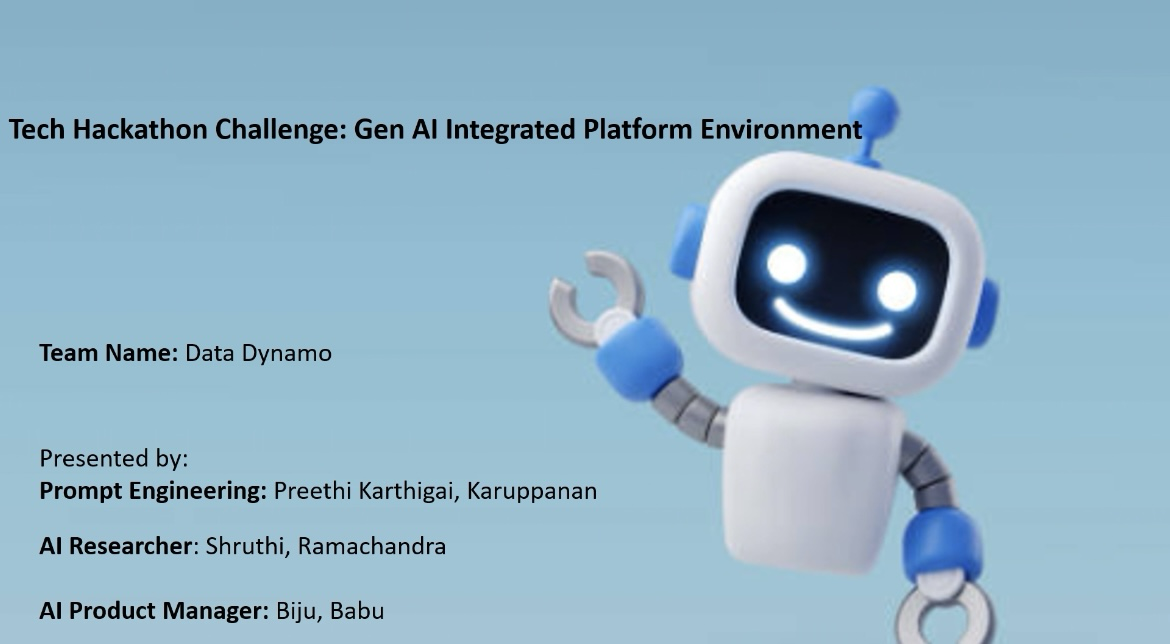 Tech Hackathon Challenge: Gen AI Integrated Platform Environment
Team Name: Data Dynamo
Presented by:
Prompt Engineering: Preethi Karthigai, Karuppanan
AI Researcher: Shruthi, Ramachandra
AI Product Manager: Biju, Babu